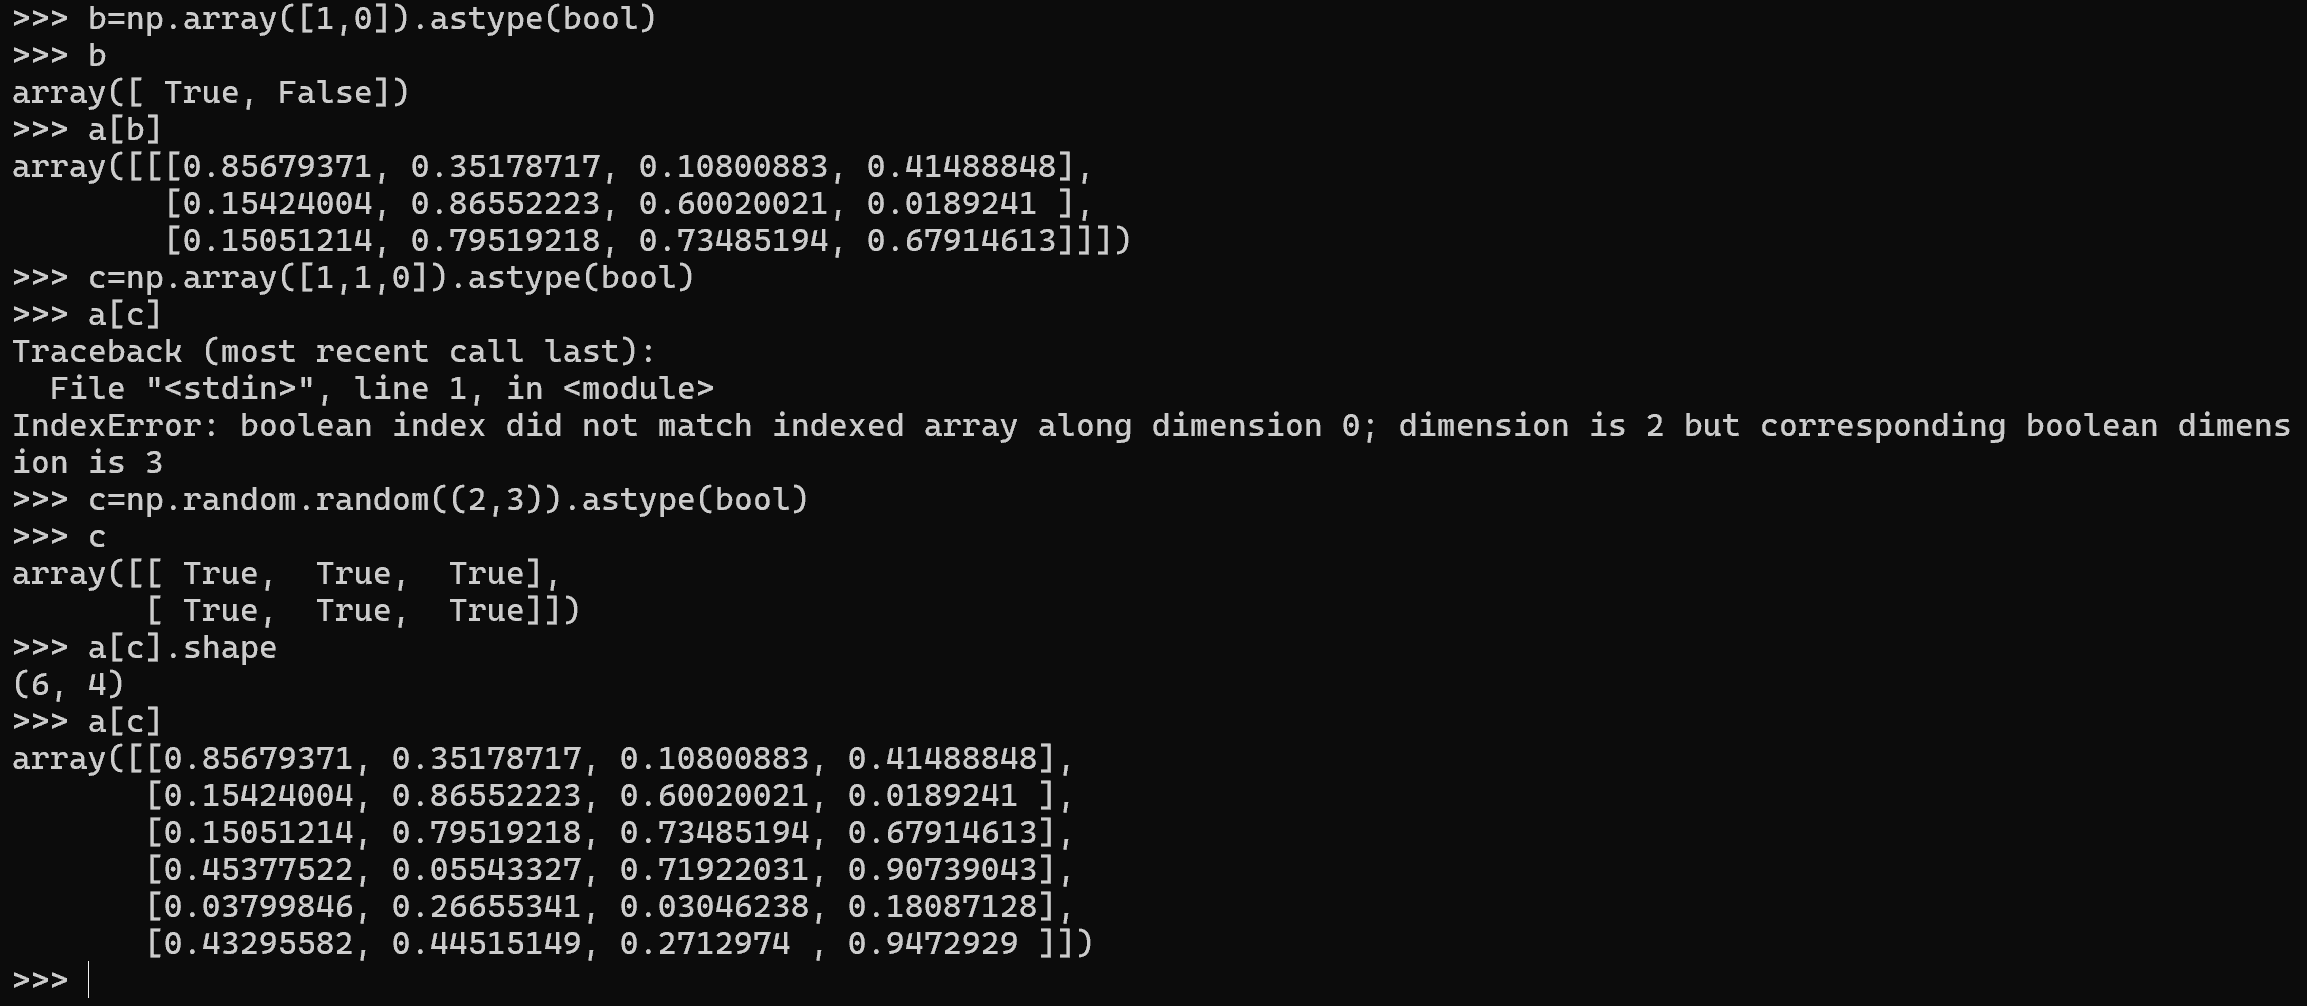 >>> b=np.array([1,0]).astype(bool)
>>> b
array([ True, False])
>>> a[b]
array([[[0.85679371, 0.35178717, 0.10800883, 0.41488848],
        [0.15424004, 0.86552223, 0.60020021, 0.0189241 ],
        [0.15051214, 0.79519218, 0.73485194, 0.67914613]]])
>>> c=np.array([1,1,0]).astype(bool)
>>> a[c]
Traceback (most recent call last):
  File "<stdin>", line 1, in <module>
IndexError: boolean index did not match indexed array along dimension 0; dimension is 2 but corresponding boolean dimens
ion is 3
>>> c=np.random.random((2,3)).astype(bool)
>>> c
array([[ True,  True,  True],
       [ True,  True,  True]])
>>> a[c].shape
(6, 4)
>>> a[c]
array([[0.85679371, 0.35178717, 0.10800883, 0.41488848],
       [0.15424004, 0.86552223, 0.60020021, 0.0189241 ],
       [0.15051214, 0.79519218, 0.73485194, 0.67914613],
       [0.45377522, 0.05543327, 0.71922031, 0.90739043],
       [0.03799846, 0.26655341, 0.03046238, 0.18087128],
       [0.43295582, 0.44515149, 0.2712974 , 0.9472929 ]])
>>>